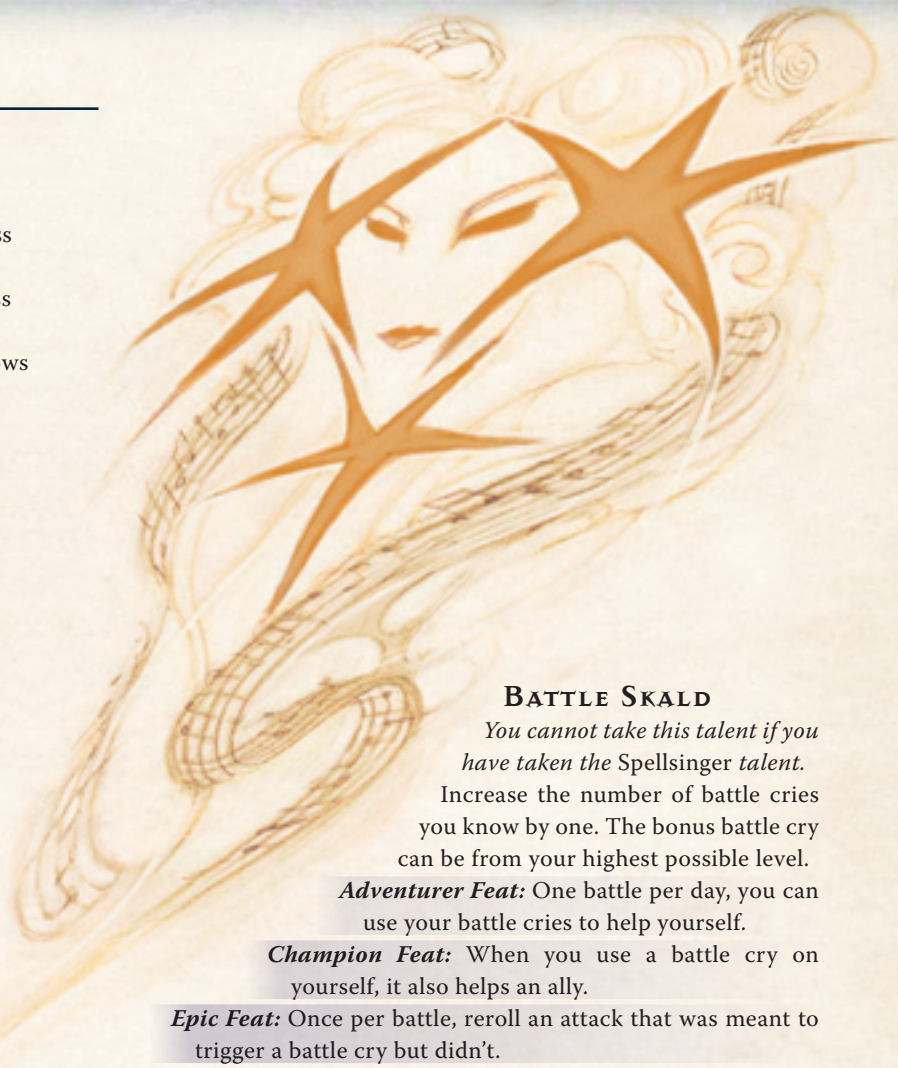 ss
ss
ows
Battle Skald
You cannot take this talent if you
have taken the Spellsinger talent.
Increase the number of battle cries
you know by one. The bonus battle cry
can be from your highest possible level.
Adventurer Feat: One battle per day, you can
use your battle cries to help yourself.
Champion Feat: When you use a battle cry on
yourself, it also helps an ally.
Epic Feat: Once per battle, reroll an attack that was meant to
trigger a battle cry but didn’t.